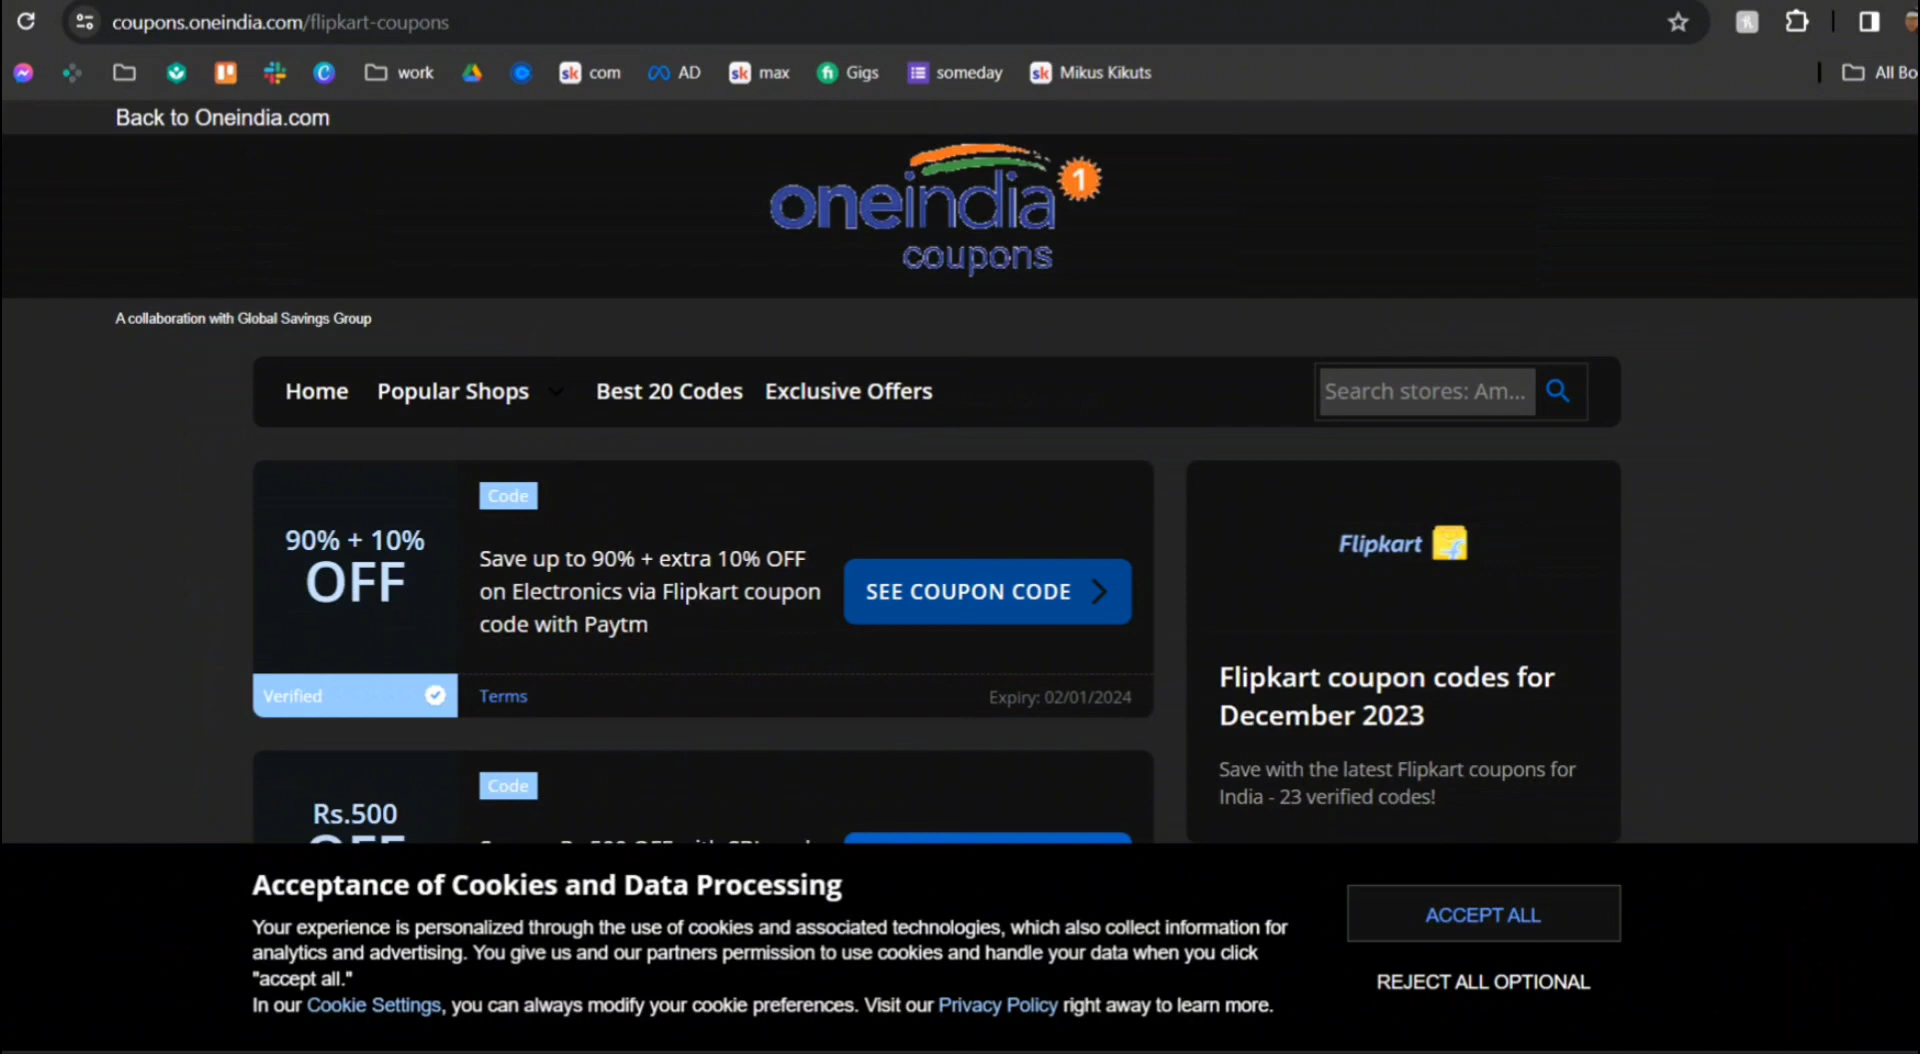 coupons.oneindia.com/flipkart-coupons
work
sk com
AD
sk max
fi Gigs
someday
sk Mikus Kikuts
All Bo
Back to Oneindia.com
oneindia 1
coupons
A collaboration with Global Savings Group
Home Popular Shops Best 20 Codes Exclusive Offers
Search stores: Am...
90% + 10%
OFF
Code
Save up to 90% + extra 10% OFF
on Electronics via Flipkart coupon
code with Paytm
SEE COUPON CODE
Verified
Terms
Expiry: 02/01/2024
Flipkart
Flipkart coupon codes for
December 2023
Save with the latest Flipkart coupons for
India - 23 verified codes!
Rs.500
OFF
Code
Acceptance of Cookies and Data Processing
Your experience is personalized through the use of cookies and associated technologies, which also collect information for
analytics and advertising. You give us and our partners permission to use cookies and handle your data when you click
"accept all."
In our Cookie Settings, you can always modify your cookie preferences. Visit our Privacy Policy right away to learn more.
ACCEPT ALL
REJECT ALL OPTIONAL